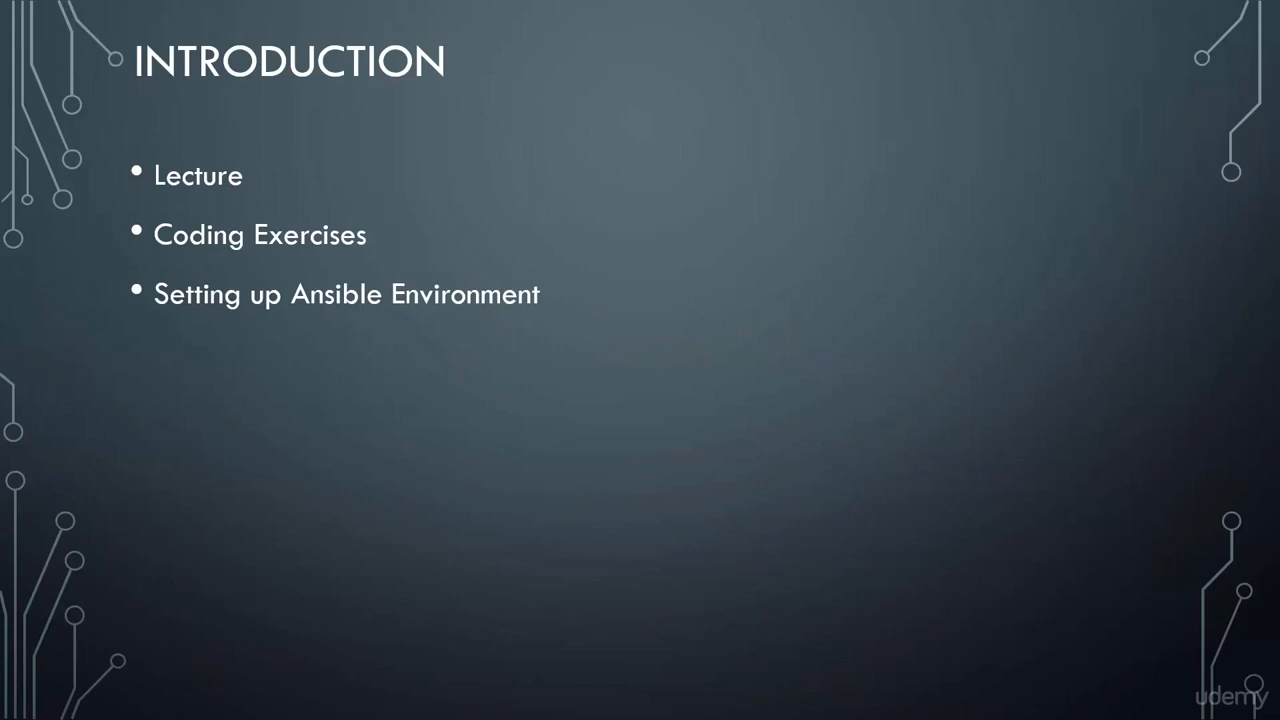 INTRODUCTION
• Lecture
• Coding Exercises
• Setting up Ansible Environment
udemy